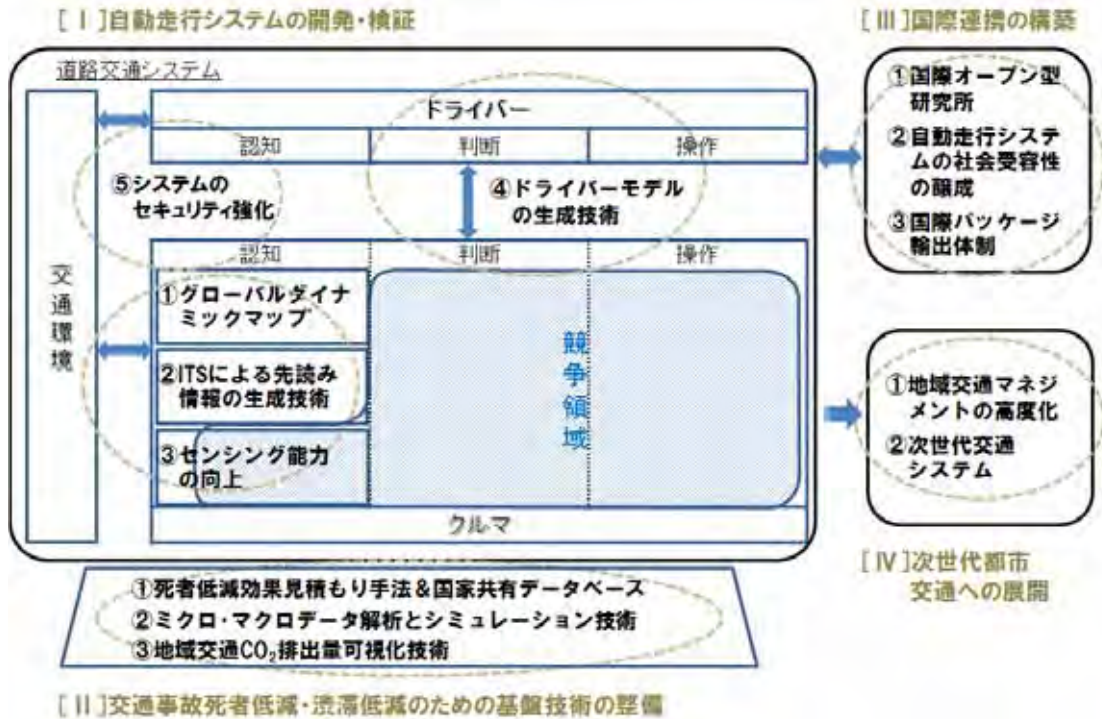 [Ⅰ]自動走行システムの開発・検証
道路交通システム
ドライバー
認知
判断
操作
⑤システムの
セキュリティ強化
④ドライバーモデル
の生成技術
交通環境
認知
判断
操作
①グローバルダイナ
ミックマップ
②ITSによる先読み
情報の生成技術
③センシング能力
の向上
競争領域
クルマ
①死者低減効果見積もり手法&国家共有データベース
②ミクロ・マクロデータ解析とシミュレーション技術
③地域交通CO₂排出量可視化技術
[Ⅱ]交通事故死者低減・渋滞低減のための基盤技術の整備
[Ⅲ]国際連携の構築
①国際オープン型
研究所
②自動走行システ
ムの社会受容性
の醸成
③国際パッケージ
輸出体制
①地域交通マネジ
メントの高度化
②次世代交通
システム
[Ⅳ]次世代都市
交通への展開